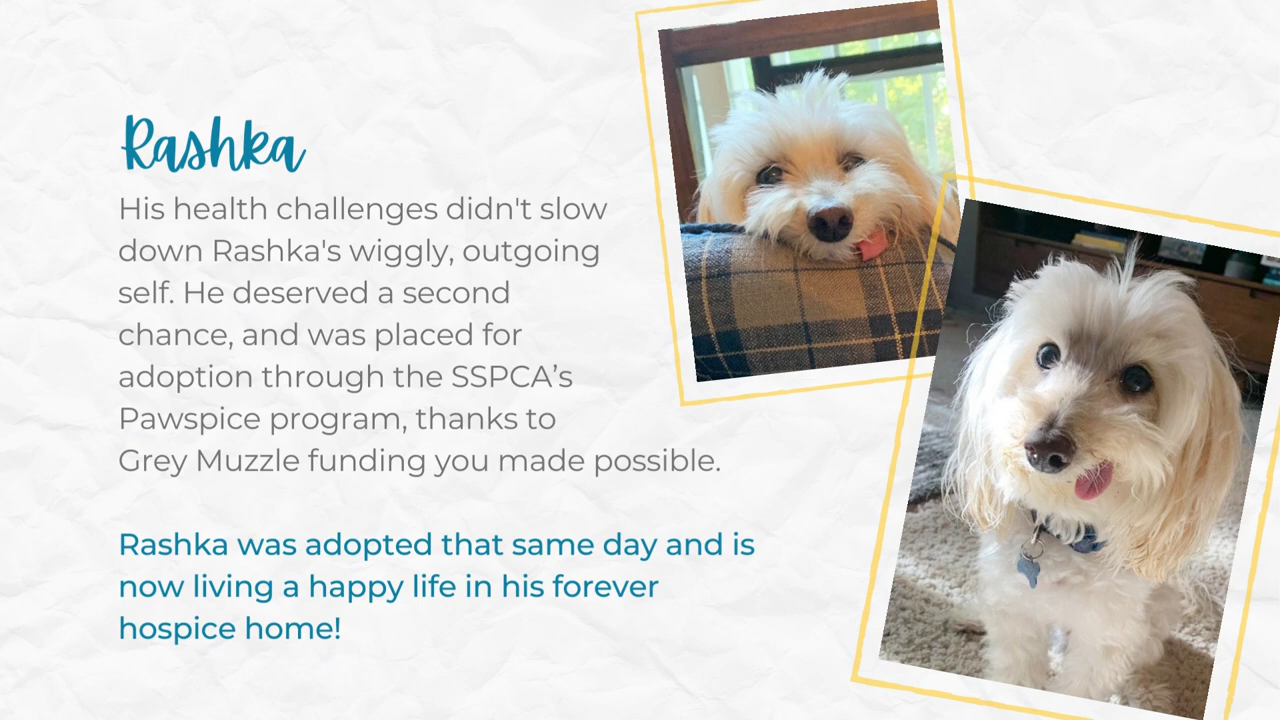 Rashka
His health challenges didn't slow
down Rashka's wiggly, outgoing
self. He deserved a second
chance, and was placed for
adoption through the SSPCA’s
Pawspice program, thanks to
Grey Muzzle funding you made possible.
Rashka was adopted that same day and is
now living a happy life in his forever
hospice home!